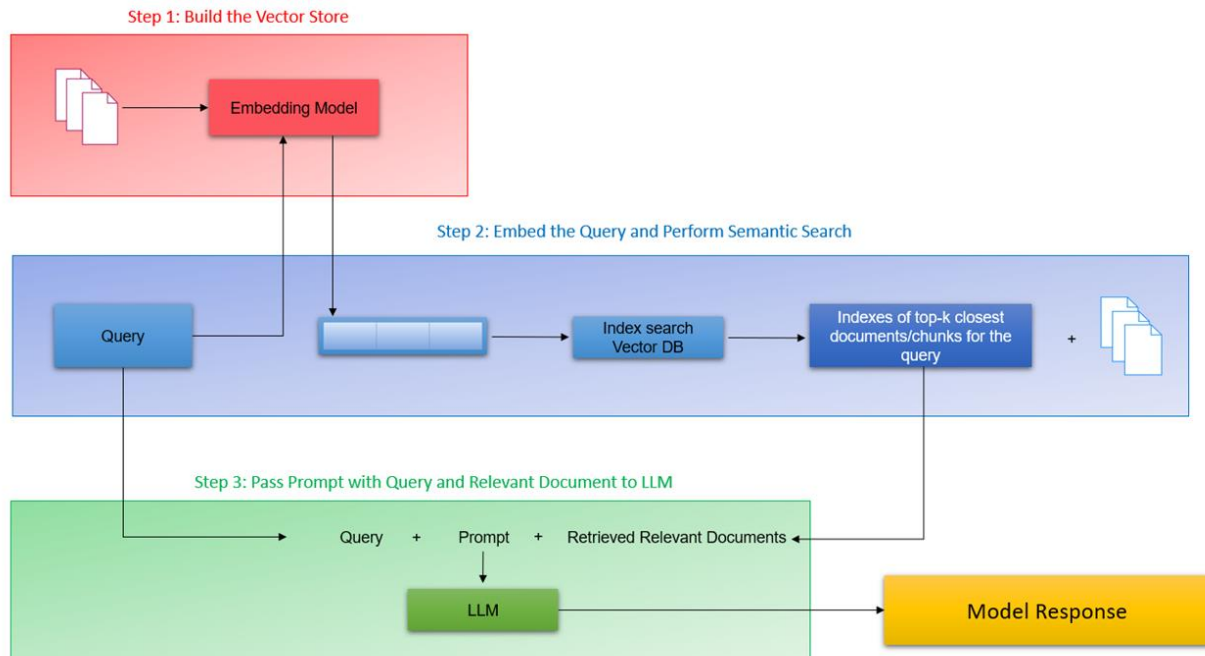 Step 1: Build the Vector Store
Embedding Model
Step 2: Embed the Query and Perform Semantic Search
Query
Index search
Vector DB
Indexes of top-k closest
documents/chunks for the
query
+
Step 3: Pass Prompt with Query and Relevant Document to LLM
Query + Prompt + Retrieved Relevant Documents
LLM
Model Response